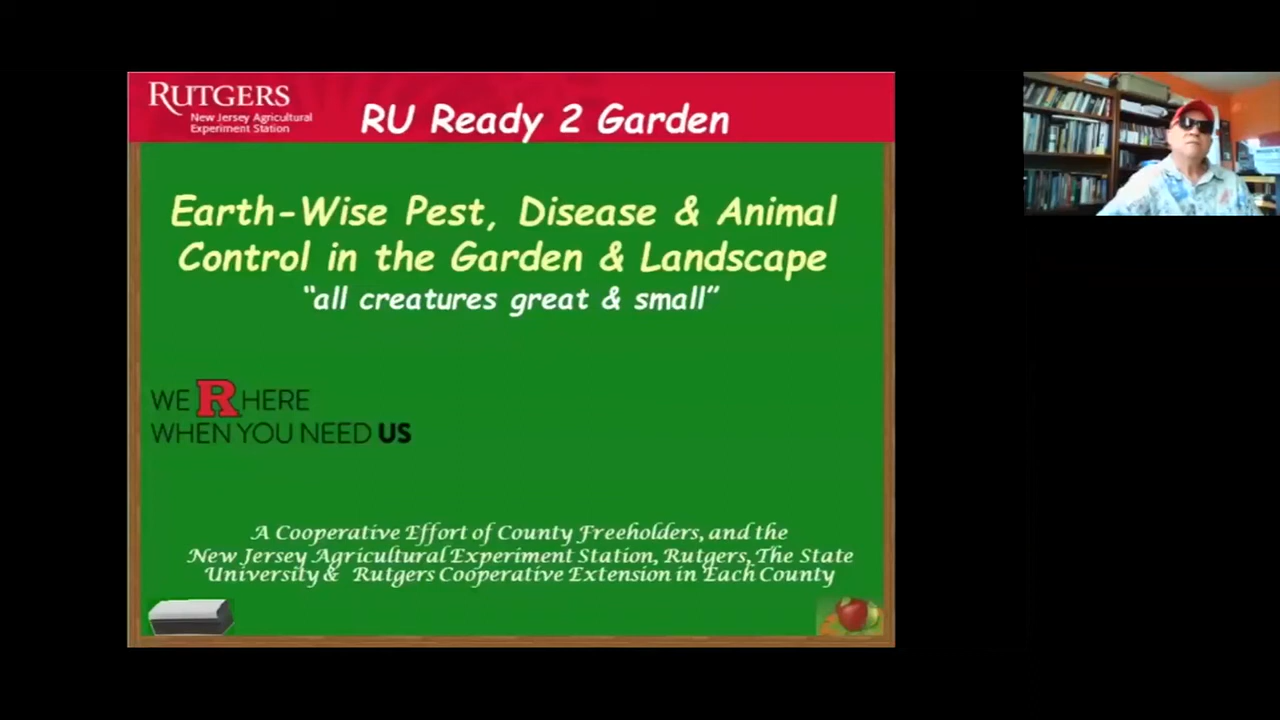 RUTGERS
New Jersey Agricultural
Experiment Station
RU Ready 2 Garden
Earth-Wise Pest, Disease & Animal
Control in the Garden & Landscape
“all creatures great & small”
WE R HERE
WHEN YOU NEED US
A Cooperative Effort of County Freeholders, and the
New Jersey Agricultural Experiment Station, Rutgers, The State
University & Rutgers Cooperative Extension in Each County